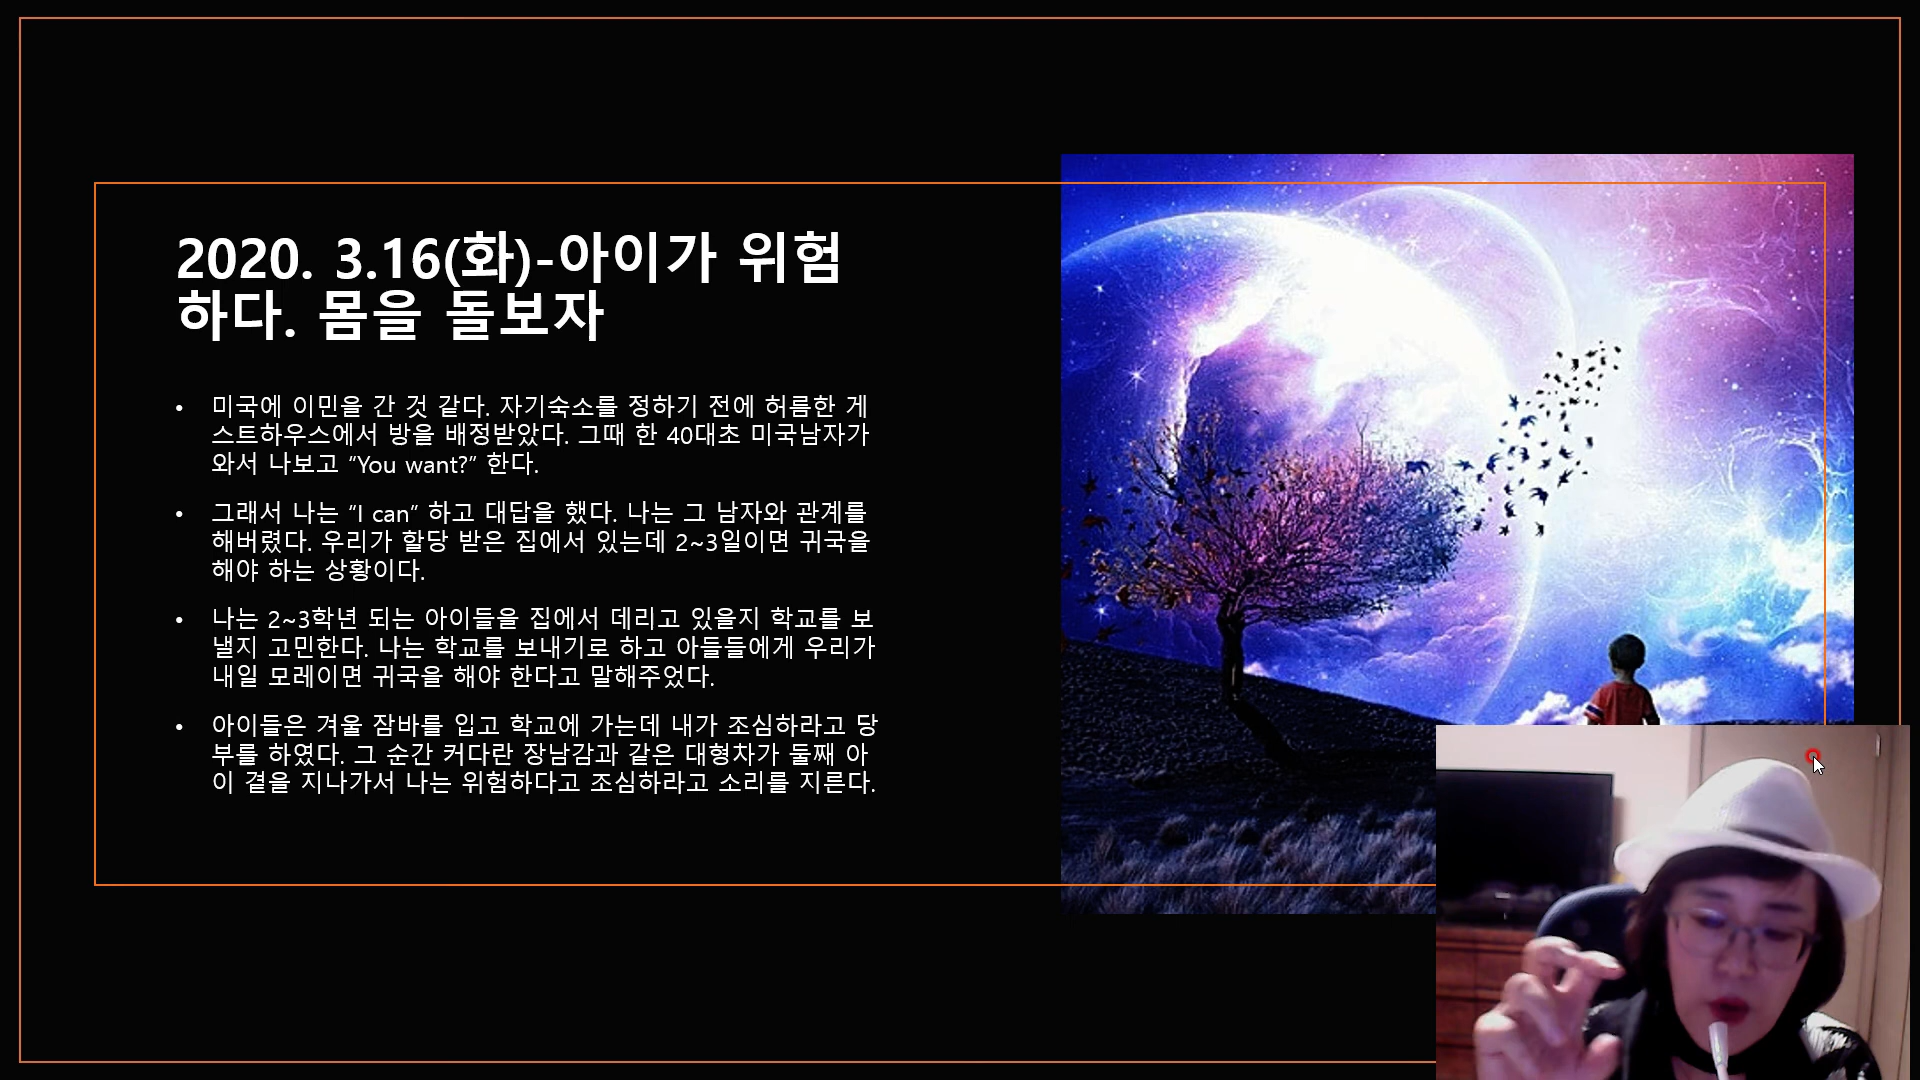 2020. 3.16(화)-아이가 위험
하다. 몸을 돌보자
• 미국에 이민을 간 것 같다. 자기숙소를 정하기 전에 허름한 게
스트하우스에서 방을 배정받았다. 그때 한 40대초 미국남자가
와서 나보고 “You want?” 한다.
• 그래서 나는 “I can” 하고 대답을 했다. 나는 그 남자와 관계를
해버렸다. 우리가 할당 받은 집에서 있는데 2~3일이면 귀국을
해야 하는 상황이다.
• 나는 2~3학년 되는 아이들을 집에서 데리고 있을지 학교를 보
낼지 고민한다. 나는 학교를 보내기로 하고 아들들에게 우리가
내일 모레이면 귀국을 해야 한다고 말해주었다.
• 아이들은 겨울 잠바를 입고 학교에 가는데 내가 조심하라고 당
부를 하였다. 그 순간 커다란 장남감과 같은 대형차가 둘째 아
이 곁을 지나가서 나는 위험하다고 조심하라고 소리를 지른다.